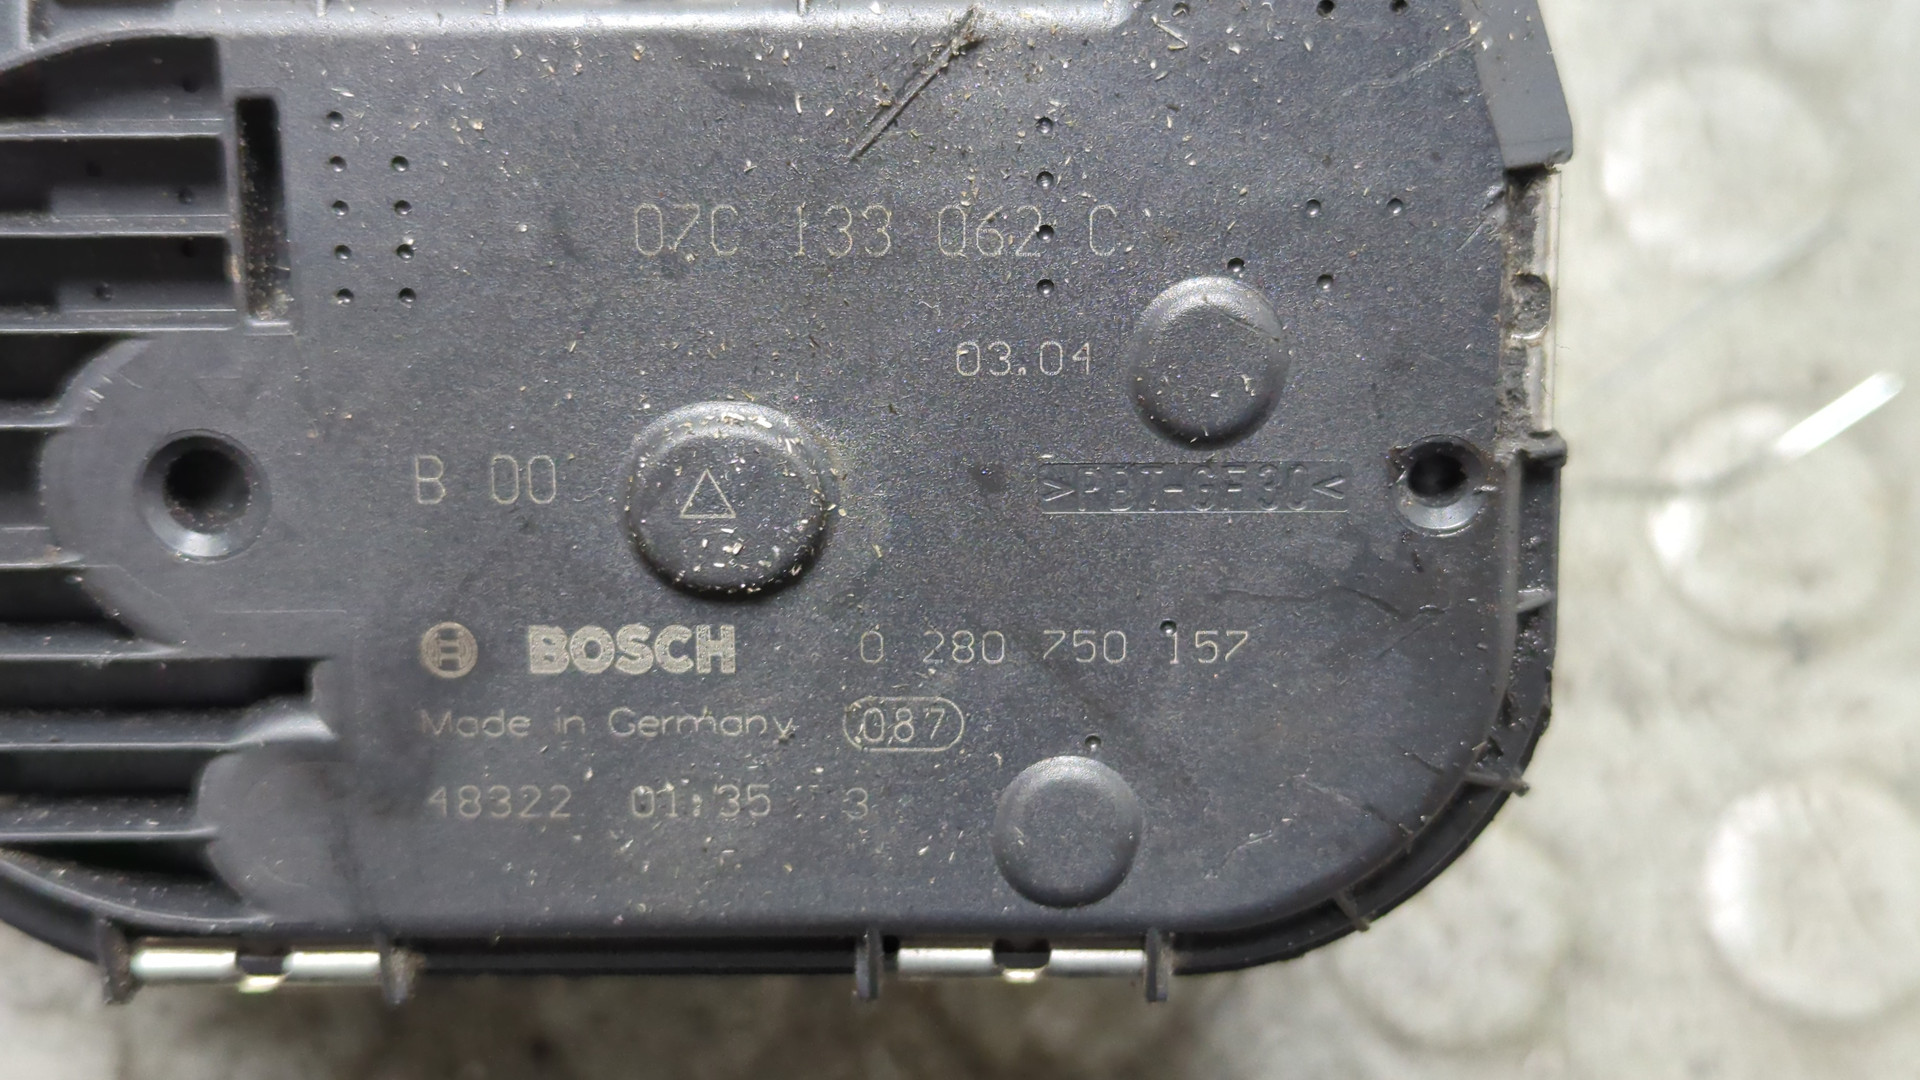 07C 133 062 C
03.04
B 00
>PBT-GF30<
BOSCH 0 280 750 157
Made in Germany 087
48322 01:35 3